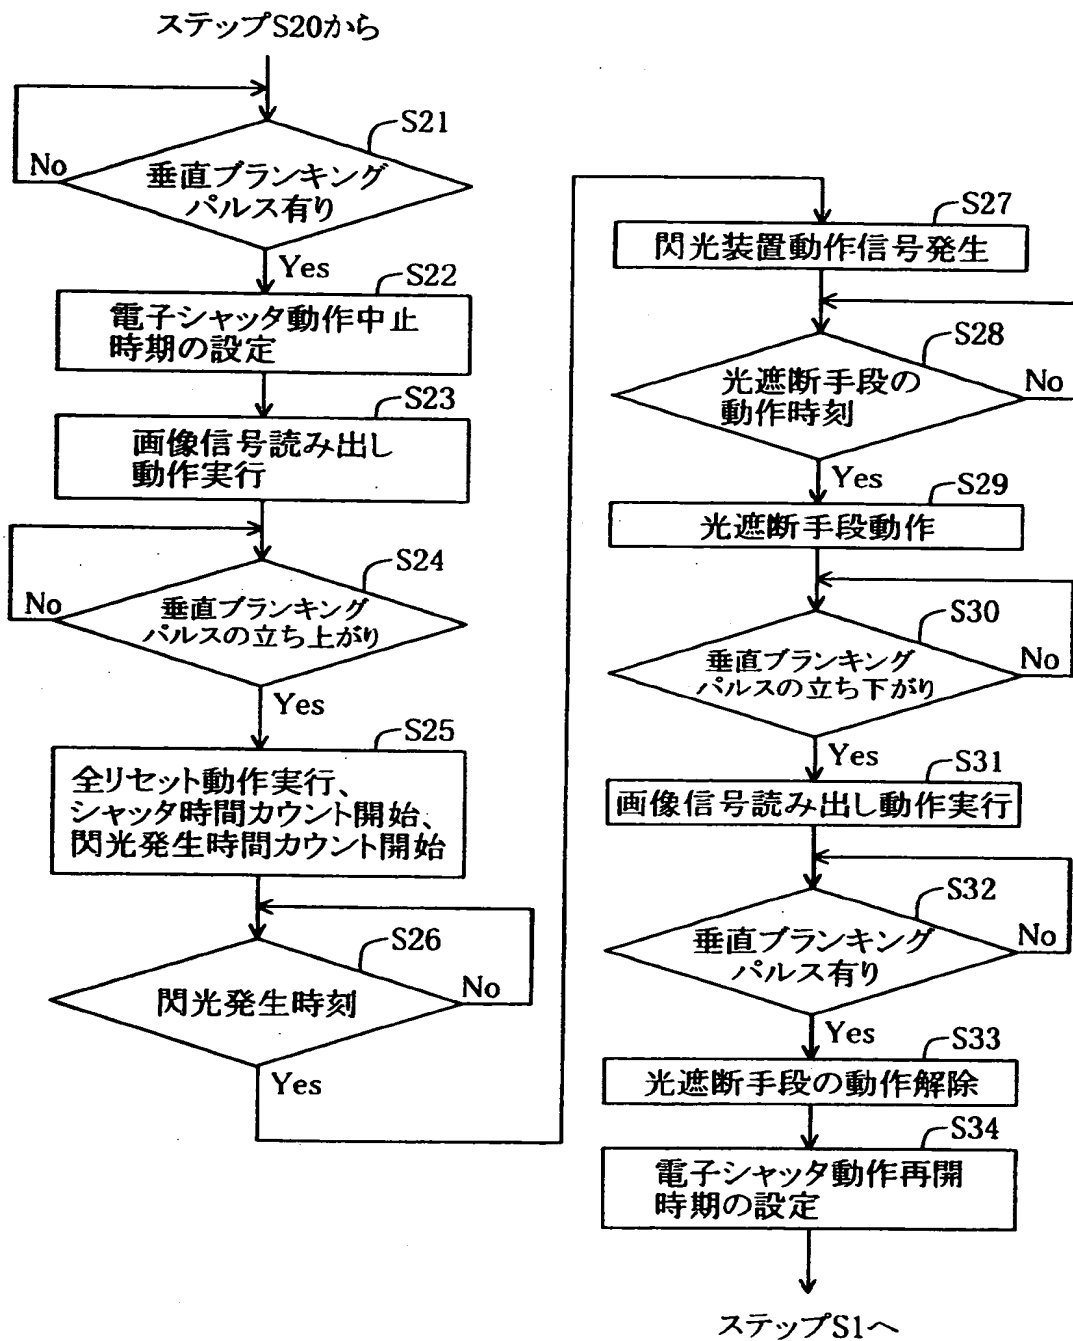 ステップS20から
S21
垂直ブランキング
パルス有り
No
Yes
S22
電子シャッタ動作中止
時期の設定
S23
画像信号読み出し
動作実行
S24
垂直ブランキング
パルスの立ち上がり
No
Yes
S25
全リセット動作実行、
シャッタ時間カウント開始、
閃光発生時間カウント開始
S26
閃光発生時刻
No
Yes
S27
閃光装置動作信号発生
S28
光遮断手段の
動作時刻
No
Yes
S29
光遮断手段動作
S30
垂直ブランキング
パルスの立ち下がり
No
Yes
S31
画像信号読み出し動作実行
S32
垂直ブランキング
パルス有り
No
Yes
S33
光遮断手段の動作解除
S34
電子シャッタ動作再開
時期の設定
ステップS1へ